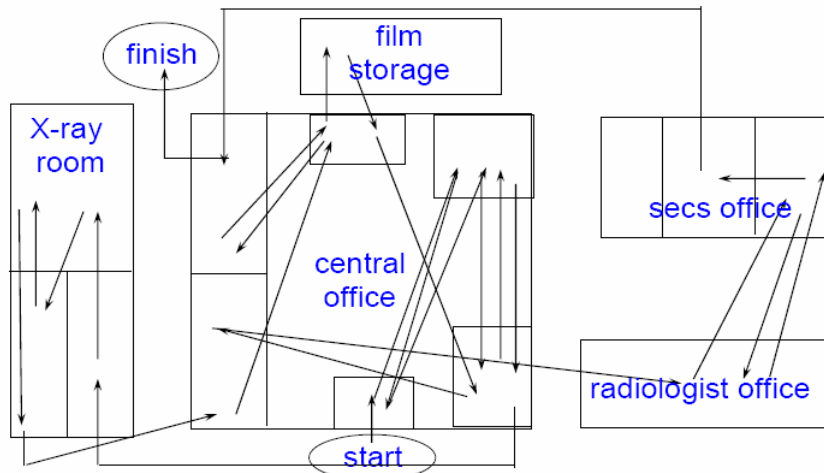 finish
film
storage
X-ray
room
secs office
central
office
radiologist office
start